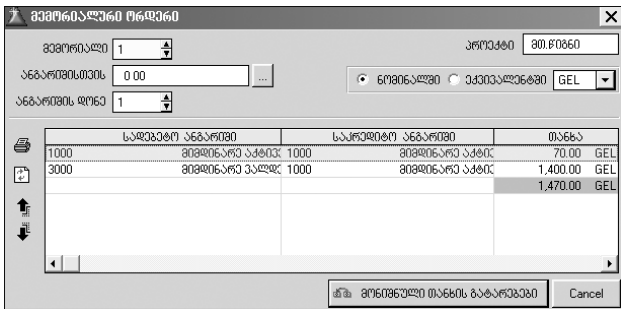 მემორიალური ორდერი
მემორიალი 1
პროექტი მთ.წიგნი
ანგარიშისთვის 0 00 ...
ნომინალში ეკვივალენტში GEL
ანგარიშის დონე 1
სადებეტო ანგარიში საკრედიტო ანგარიში თანხა
1000 მიმდინარე აქტივ 1000 მიმდინარე აქტივ 70.00 GEL
3000 მიმდინარე ვალდ 1000 მიმდინარე აქტივ 1,400.00 GEL
1,470.00 GEL
მონიშნული თანხის გატარებები Cancel